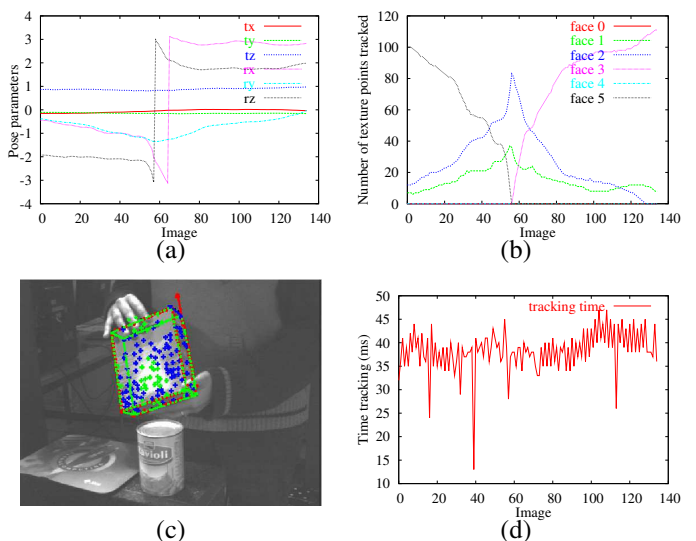 4
3
2
1
0
-1
-2
-3
-4
Pose parameters
tx
ty
tz
rx
ry
rz
0 20 40 60 80 100 120 140
Image
(a)
120
100
80
60
40
20
0
Number of texture points tracked
face 0
face 1
face 2
face 3
face 4
face 5
0 20 40 60 80 100 120 140
Image
(b)
avioli
(c)
50
45
40
35
30
25
20
15
10
Time tracking (ms)
tracking time
0 20 40 60 80 100 120 140
Image
(d)